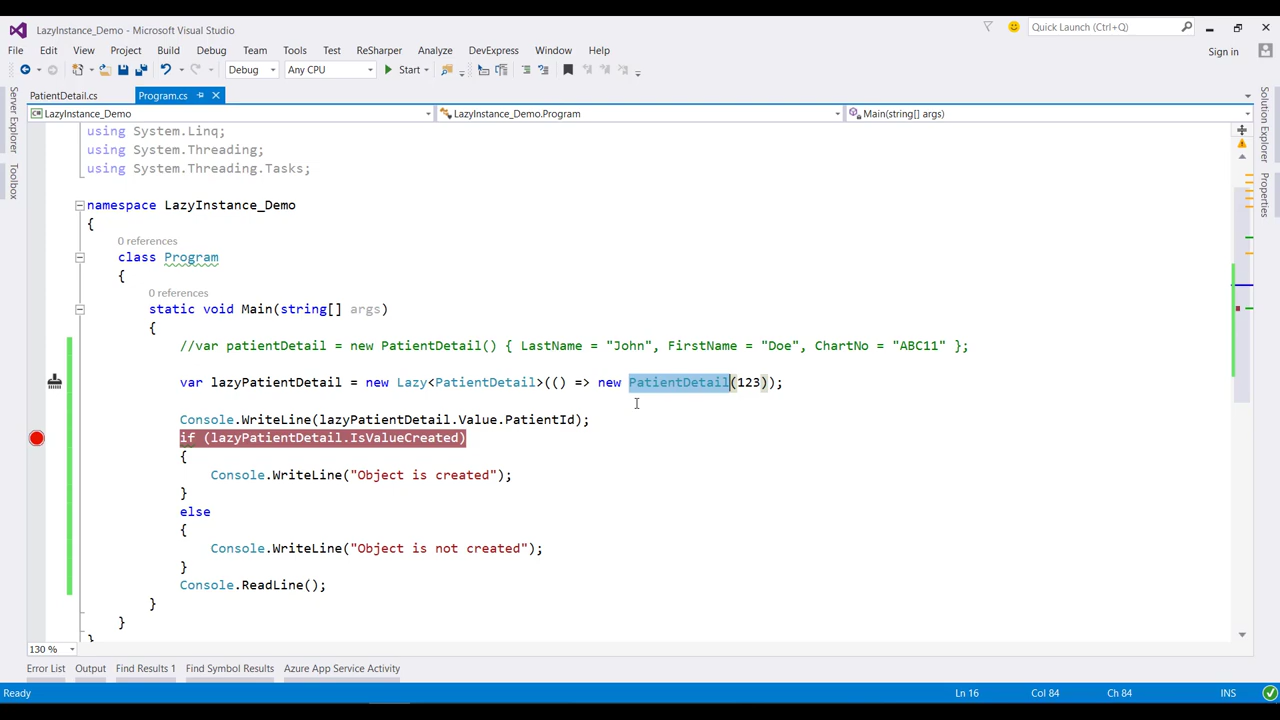 LazyInstance_Demo - Microsoft Visual Studio
Quick Launch (Ctrl+Q)
File Edit View Project Build Debug Team Tools Test ReSharper Analyze DevExpress Window Help
Sign in
Debug Any CPU Start
PatientDetail.cs Program.cs
LazyInstance_Demo LazyInstance_Demo.Program Main(string[] args)
Server Explorer
Toolbox
Solution Explorer
Properties
using System.Linq;
using System.Threading;
using System.Threading.Tasks;
namespace LazyInstance_Demo
{
0 references
class Program
{
0 references
static void Main(string[] args)
{
//var patientDetail = new PatientDetail() { LastName = "John", FirstName = "Doe", ChartNo = "ABC11" };
var lazyPatientDetail = new Lazy<PatientDetail>(() => new PatientDetail(123));
Console.WriteLine(lazyPatientDetail.Value.PatientId);
if (lazyPatientDetail.IsValueCreated)
{
Console.WriteLine("Object is created");
}
else
{
Console.WriteLine("Object is not created");
}
Console.ReadLine();
}
}
}
130 %
Error List Output Find Results 1 Find Symbol Results Azure App Service Activity
Ready Ln 16 Col 84 Ch 84 INS